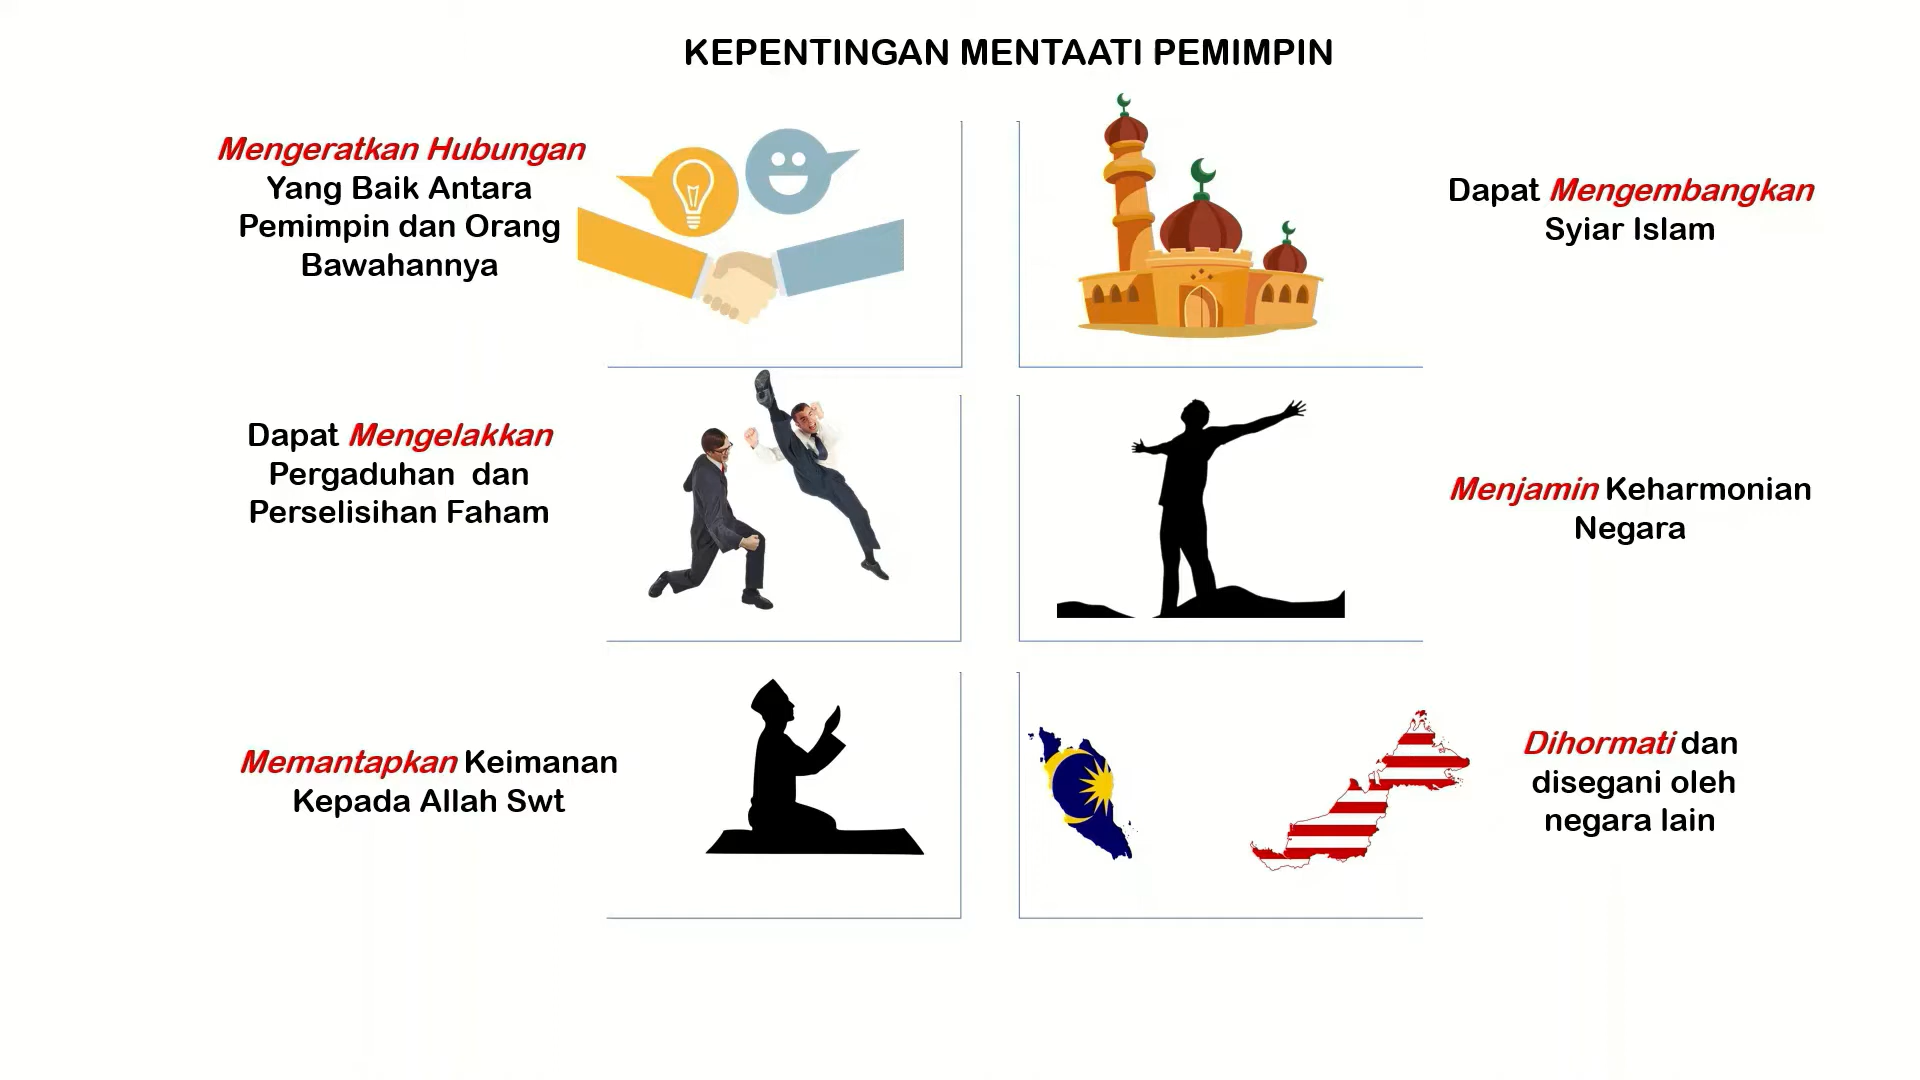 KEPENTINGAN MENTAATI PEMIMPIN
Mengeratkan Hubungan
Yang Baik Antara
Pemimpin dan Orang
Bawahannya
Dapat Mengembangkan
Syiar Islam
Dapat Mengelakkan
Pergaduhan dan
Perselisihan Faham
Menjamin Keharmonian
Negara
Memantapkan Keimanan
Kepada Allah Swt
Dihormati dan
disegani oleh
negara lain